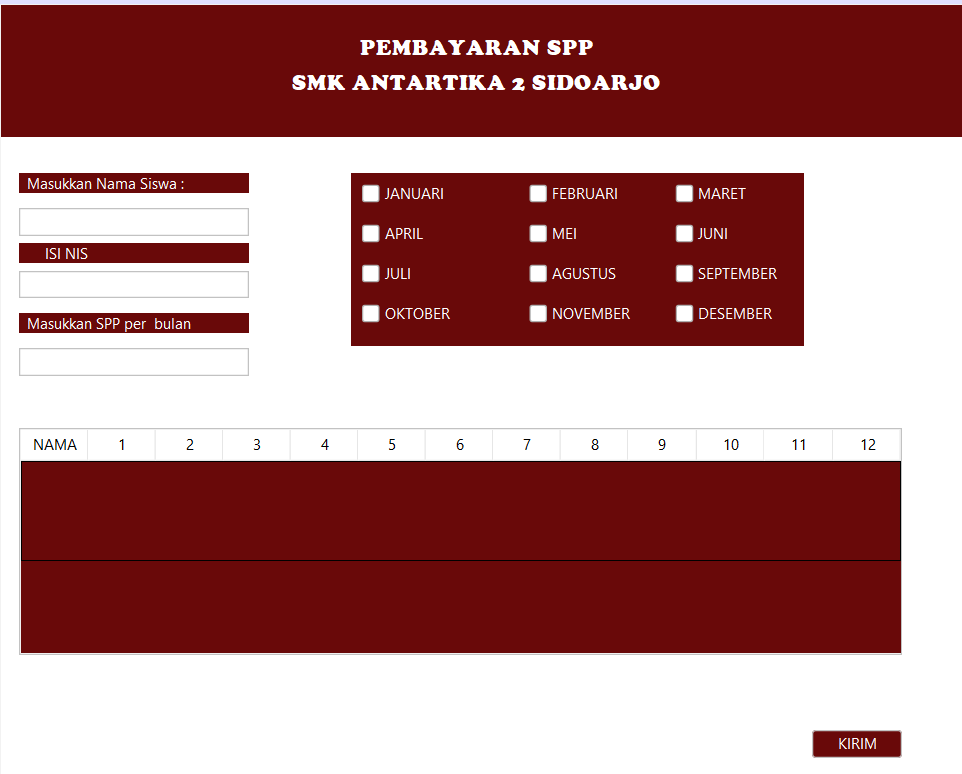 PEMBAYARAN SPP
SMK ANTARTIKA 2 SIDOARJO
Masukkan Nama Siswa :
ISI NIS
Masukkan SPP per bulan
JANUARI FEBRUARI MARET
APRIL MEI JUNI
JULI AGUSTUS SEPTEMBER
OKTOBER NOVEMBER DESEMBER
NAMA 1 2 3 4 5 6 7 8 9 10 11 12
KIRIM